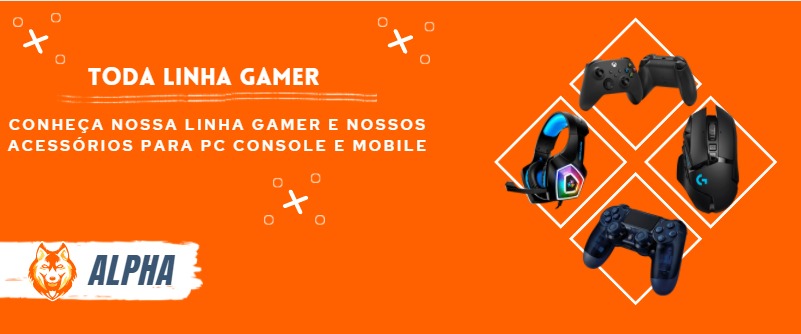 TODA LINHA GAMER
CONHEÇA NOSSA LINHA GAMER E NOSSOS
ACESSÓRIOS PARA PC CONSOLE E MOBILE
G
ALPHA